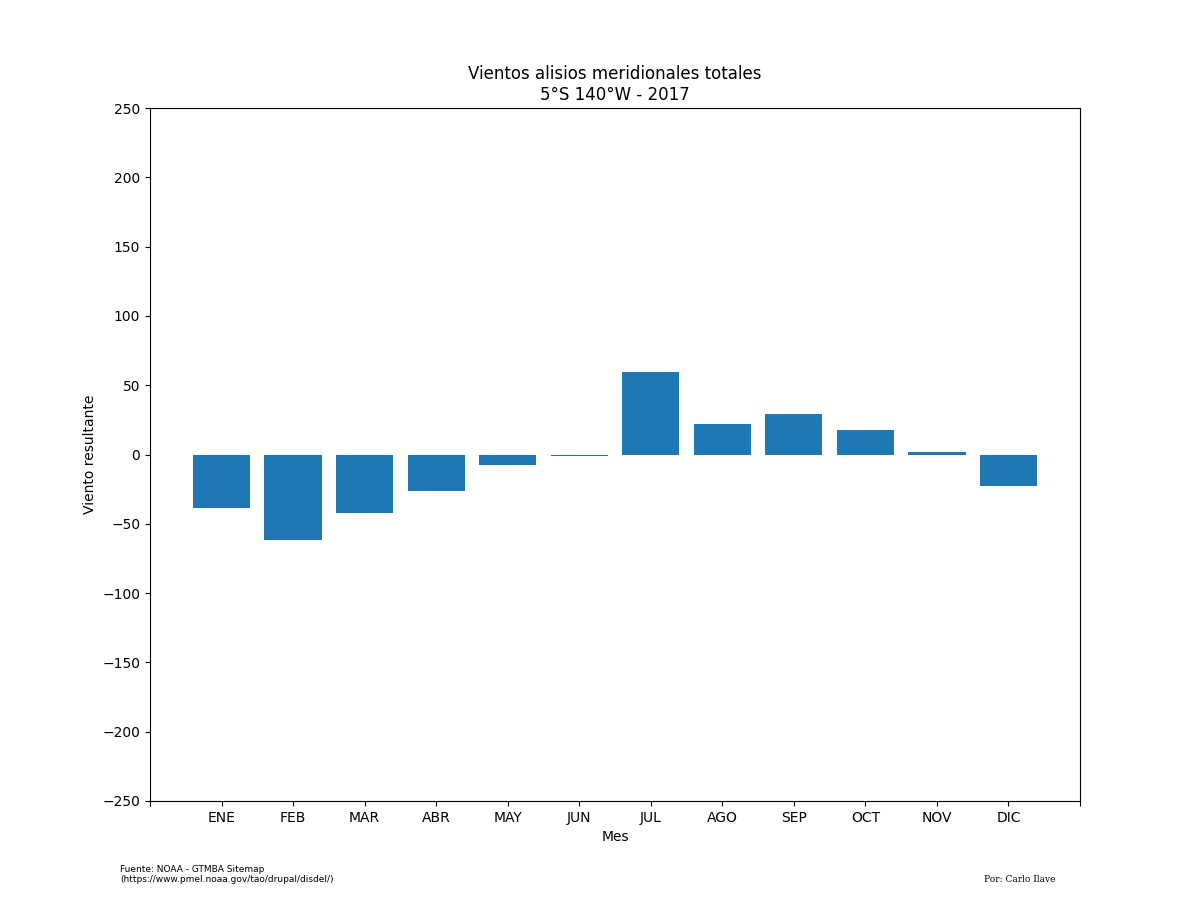 Vientos alisios meridionales totales
5°S 140°W - 2017
250
200
150
100
50
0
−50
−100
−150
−200
−250
Viento resultante
ENE FEB MAR ABR MAY JUN JUL AGO SEP OCT NOV DIC
Mes
Fuente: NOAA - GTMBA Sitemap
(https://www.pmel.noaa.gov/tao/drupal/disdel/)
Por: Carlo Ilave